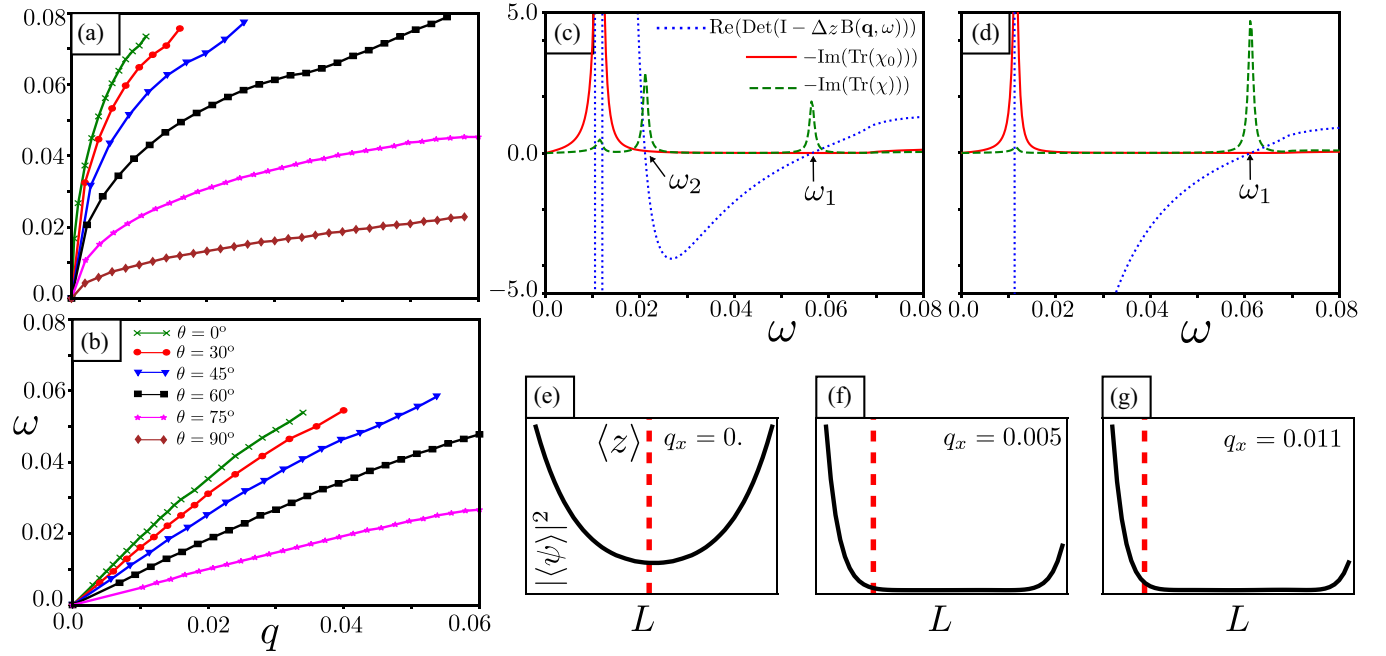 (a)
0.08
0.06
0.04
0.02
0.0
(b)
0.08
0.06
0.04
0.02
0.0
ω
θ = 0°
θ = 30°
θ = 45°
θ = 60°
θ = 75°
θ = 90°
0.0 0.02 0.04 0.06
q
(c)
5.0
0.0
−5.0
Re(Det(I − ΔzB(q, ω)))
−Im(Tr(χ₀)))
−Im(Tr(χ)))
ω₂
ω₁
0.0 0.02 0.04 0.06 0.08
ω
(d)
ω₁
0.0 0.02 0.04 0.06 0.08
ω
(e)
⟨z⟩ q_x = 0.
|⟨ψ⟩|²
L
(f)
q_x = 0.005
L
(g)
q_x = 0.011
L